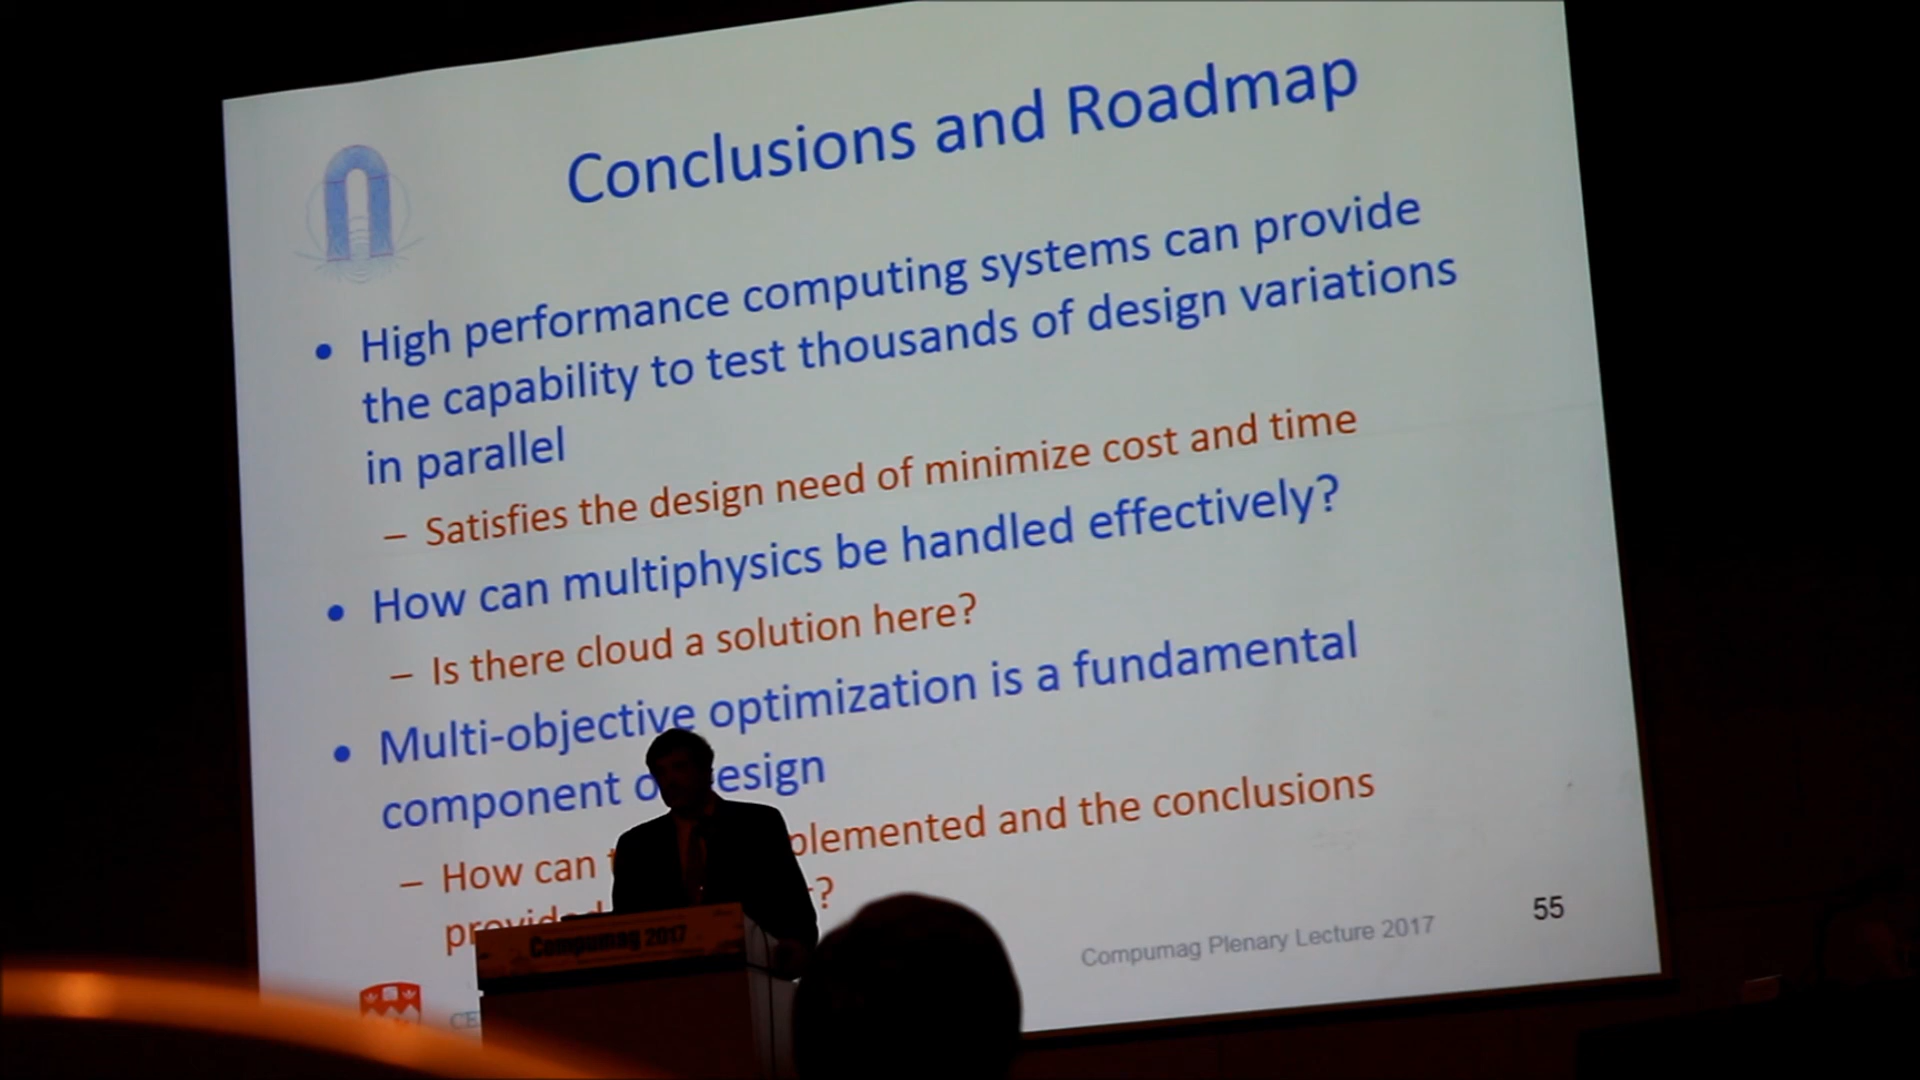 Conclusions and Roadmap
• High performance computing systems can provide
the capability to test thousands of design variations
in parallel
– Satisfies the design need of minimize cost and time
• How can multiphysics be handled effectively?
– Is there cloud a solution here?
• Multi-objective optimization is a fundamental
component esign
– How can plemented and the conclusions
?
Compumag 2017
Compumag Plenary Lecture 2017
55
CE